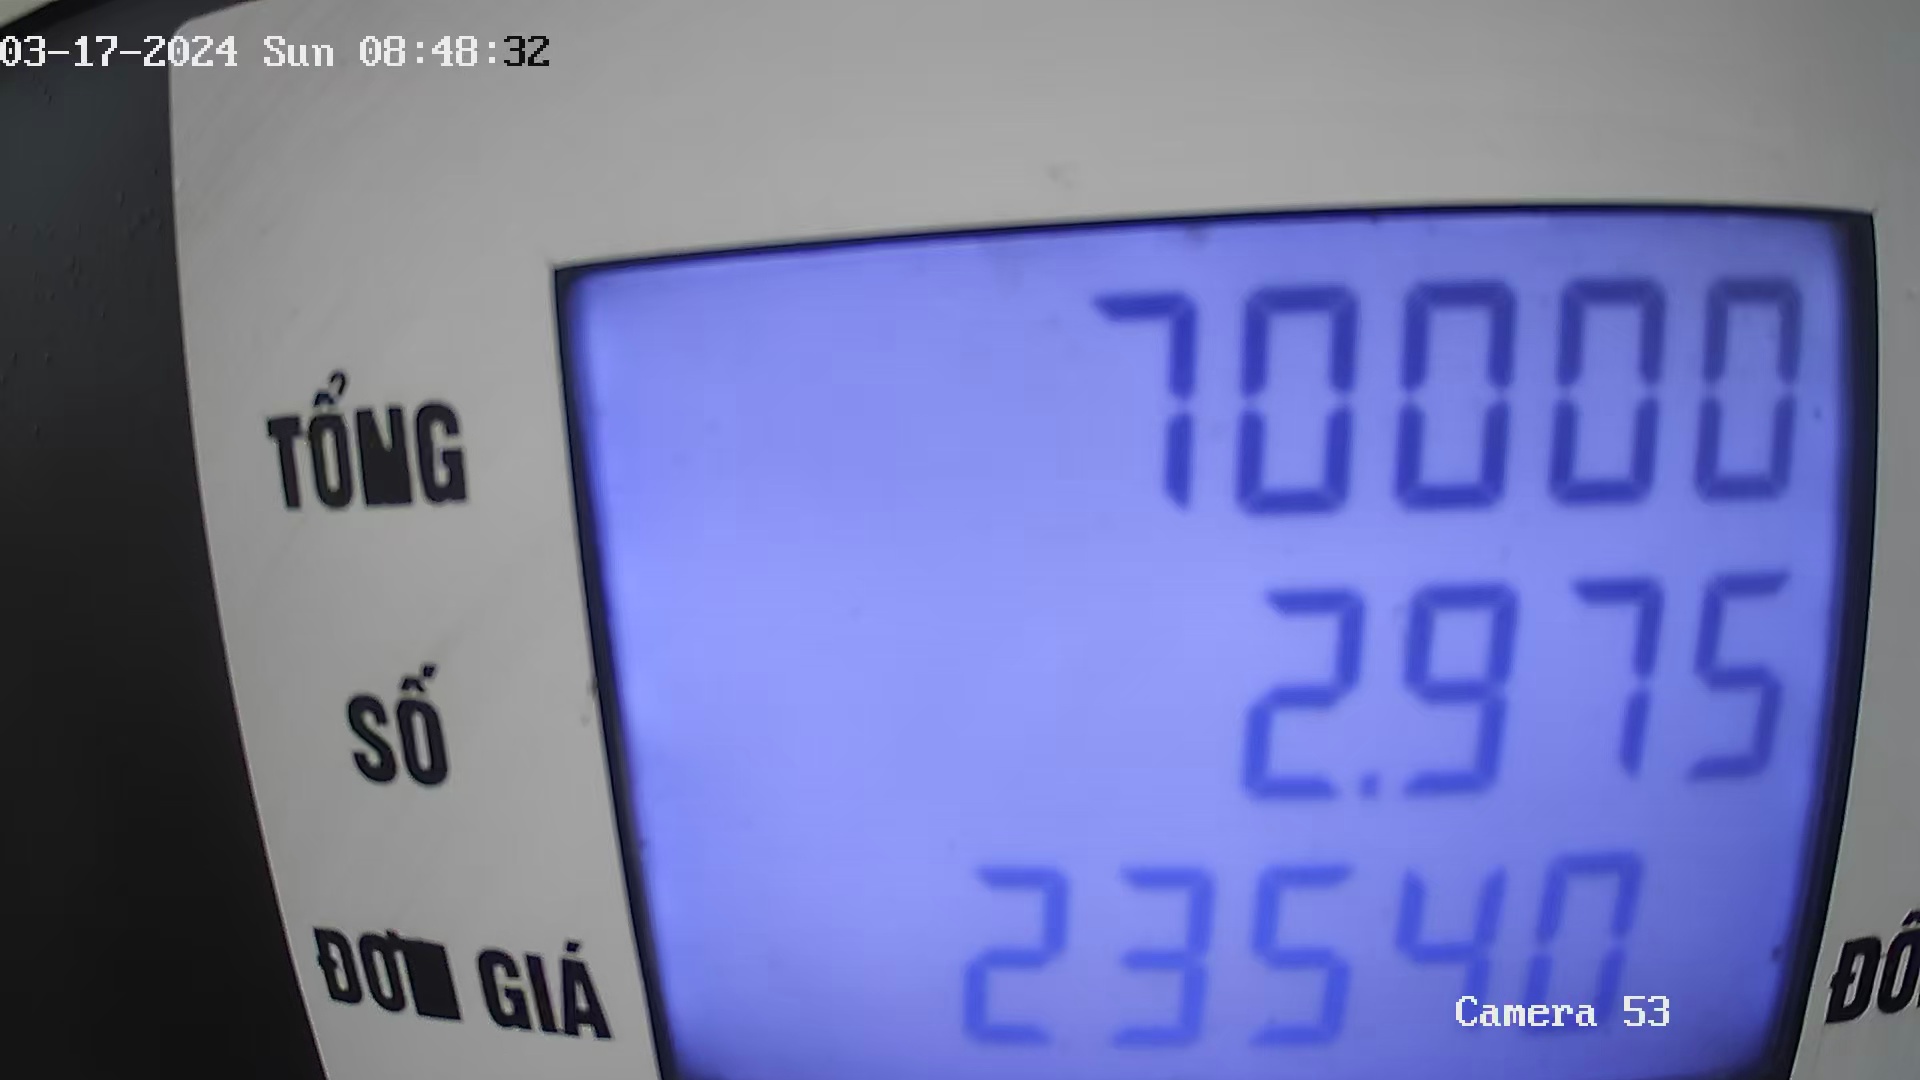 03-17-2024 Sun 08:48:32
TỔNG 70000
SỐ 2.975
ĐƠN GIÁ 23540
Camera 53